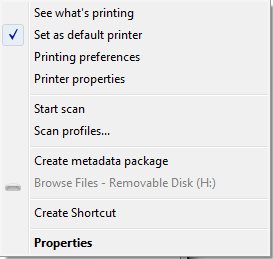 See what's printing
Set as default printer
Printing preferences
Printer properties
Start scan
Scan profiles...
Create metadata package
Browse Files - Removable Disk (H:)
Create Shortcut
Properties